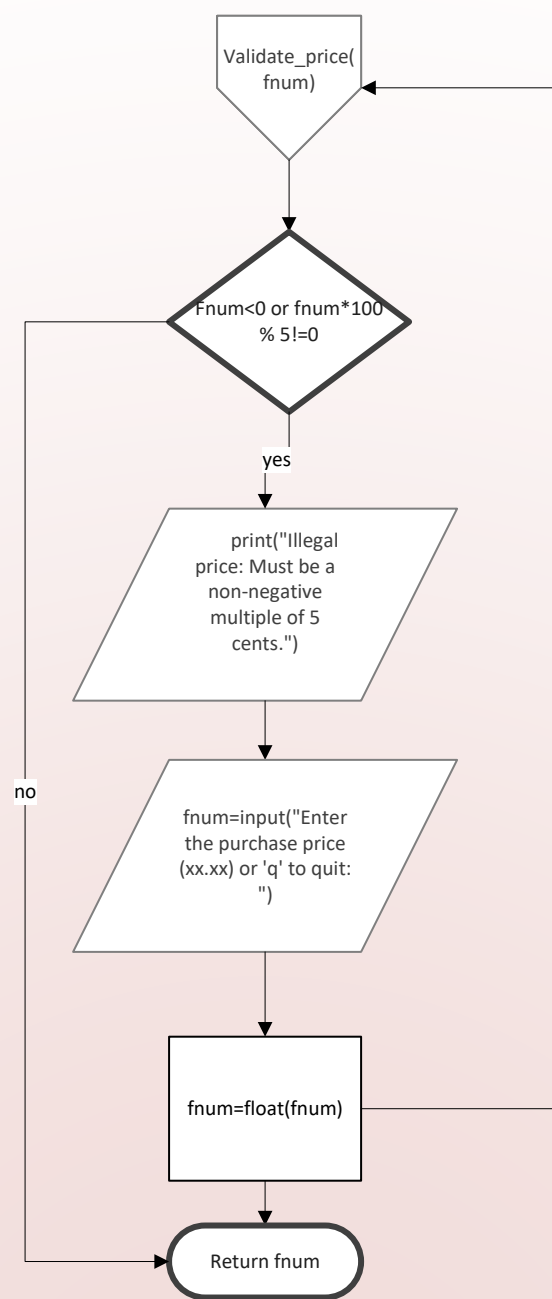 Validate_price(
fnum)
Fnum<0 or fnum*100
% 5!=0
yes
print("Illegal
price: Must be a
non-negative
multiple of 5
cents.")
no
fnum=input("Enter
the purchase price
(xx.xx) or 'q' to quit:
")
fnum=float(fnum)
Return fnum